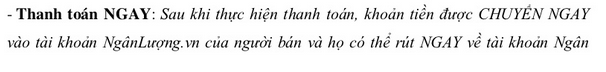 - Thanh toán NGAY: Sau khi thực hiện thanh toán, khoản tiền được CHUYỂN NGAY
vào tài khoản NgânLượng.vn của người bán và họ có thể rút NGAY về tài khoản Ngân